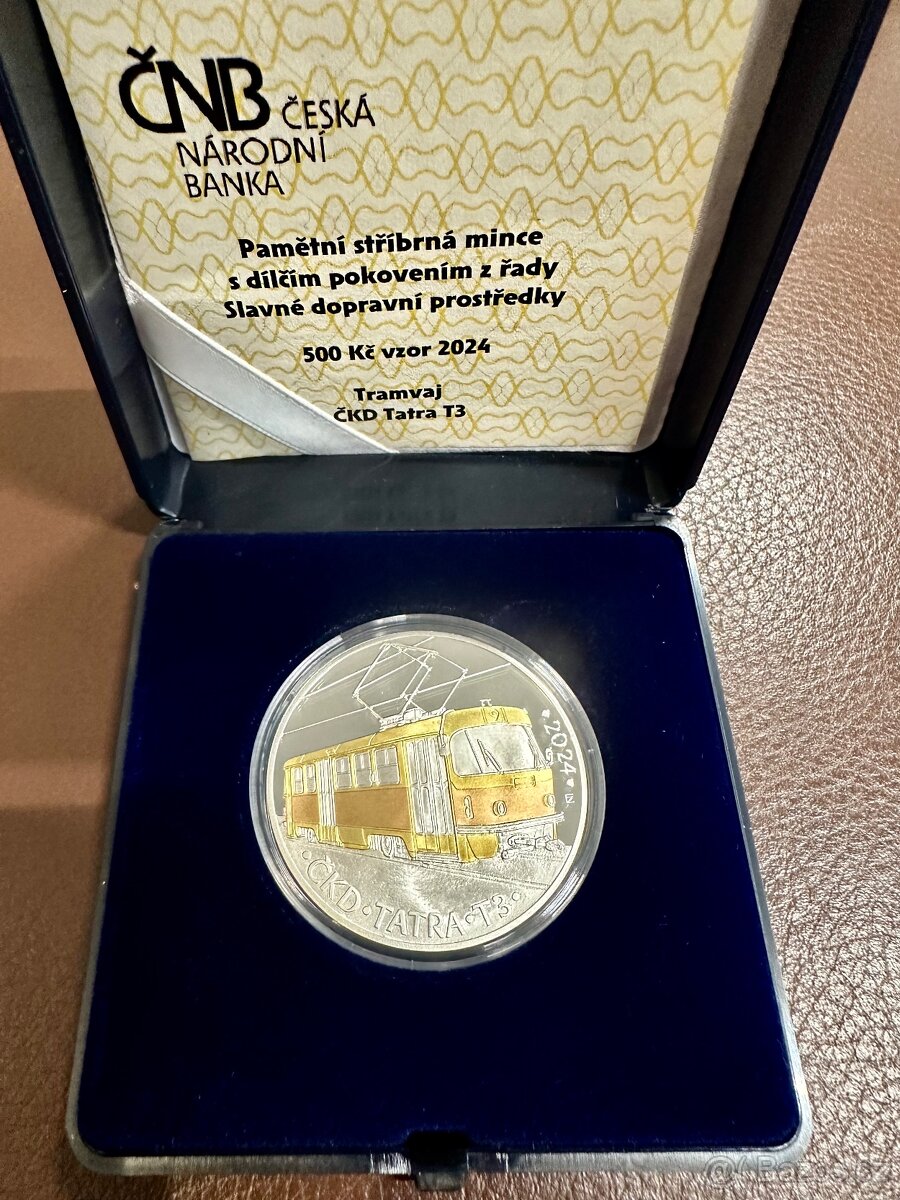 ČNB ČESKÁ
NÁRODNÍ
BANKA
Pamětní stříbrná mince
s dílčím pokovením z řady
Slavné dopravní prostředky
500 Kč vzor 2024
Tramvaj
ČKD Tatra T3
19
2024
ČKD · TATRA · T3